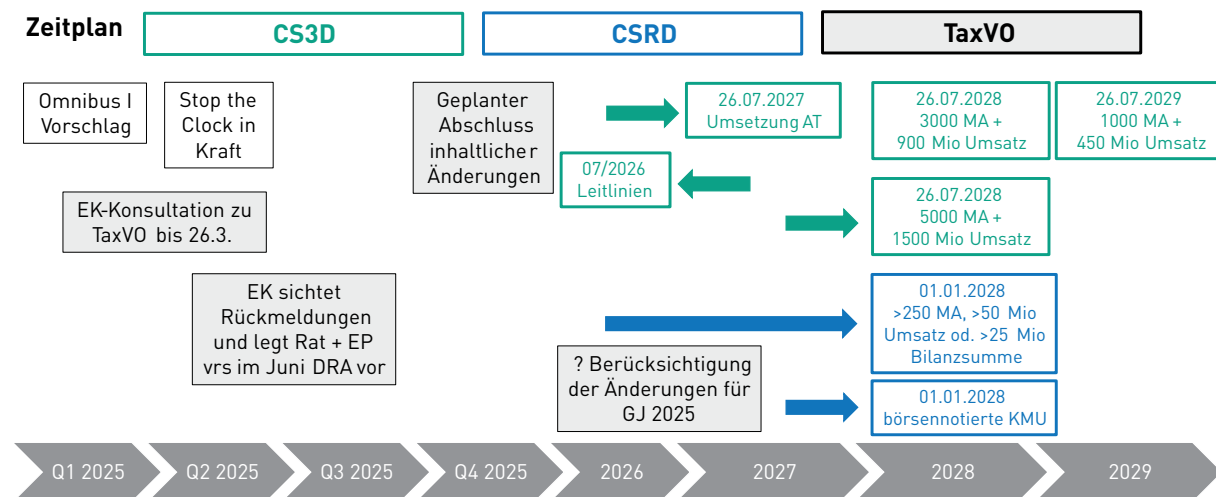 Zeitplan
CS3D
CSRD
TaxVO
Omnibus I
Vorschlag
Stop the
Clock in
Kraft
Geplanter
Abschluss
inhaltlicher
Änderungen
26.07.2027
Umsetzung AT
26.07.2028
3000 MA +
900 Mio Umsatz
26.07.2029
1000 MA +
450 Mio Umsatz
07/2026
Leitlinien
EK-Konsultation zu
TaxVO bis 26.3.
26.07.2028
5000 MA +
1500 Mio Umsatz
EK sichtet
Rückmeldungen
und legt Rat + EP
vrs im Juni DRA vor
01.01.2028
>250 MA, >50 Mio
Umsatz od. >25 Mio
Bilanzsumme
? Berücksichtigung
der Änderungen für
GJ 2025
01.01.2028
börsennotierte KMU
Q1 2025
Q2 2025
Q3 2025
Q4 2025
2026
2027
2028
2029